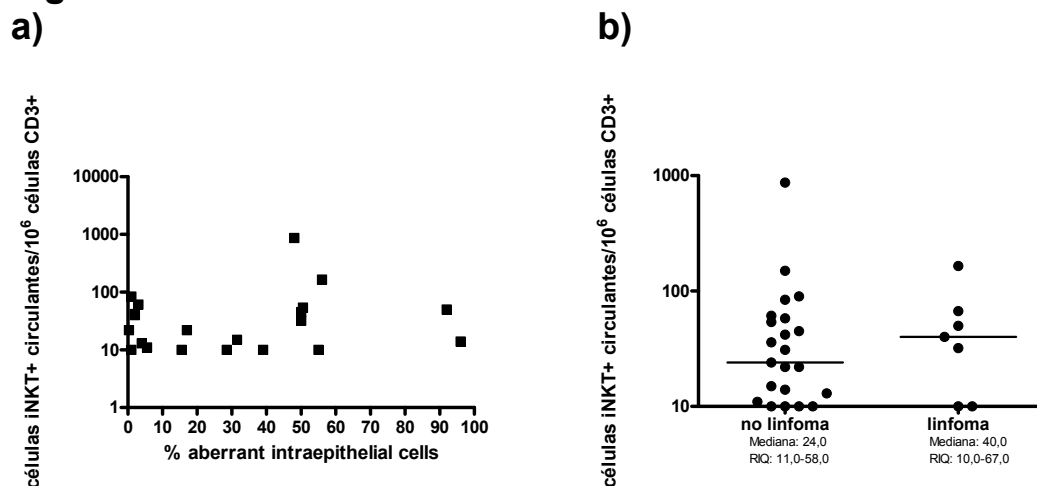 a)
b)
células iNKT+ circulantes/10⁶ células CD3+
10000
1000
100
10
1
0 10 20 30 40 50 60 70 80 90 100
% aberrant intraepithelial cells
células iNKT+ circulantes/10⁶ células CD3+
1000
100
10
no linfoma
Mediana: 24,0
RIQ: 11,0-58,0
linfoma
Mediana: 40,0
RIQ: 10,0-67,0